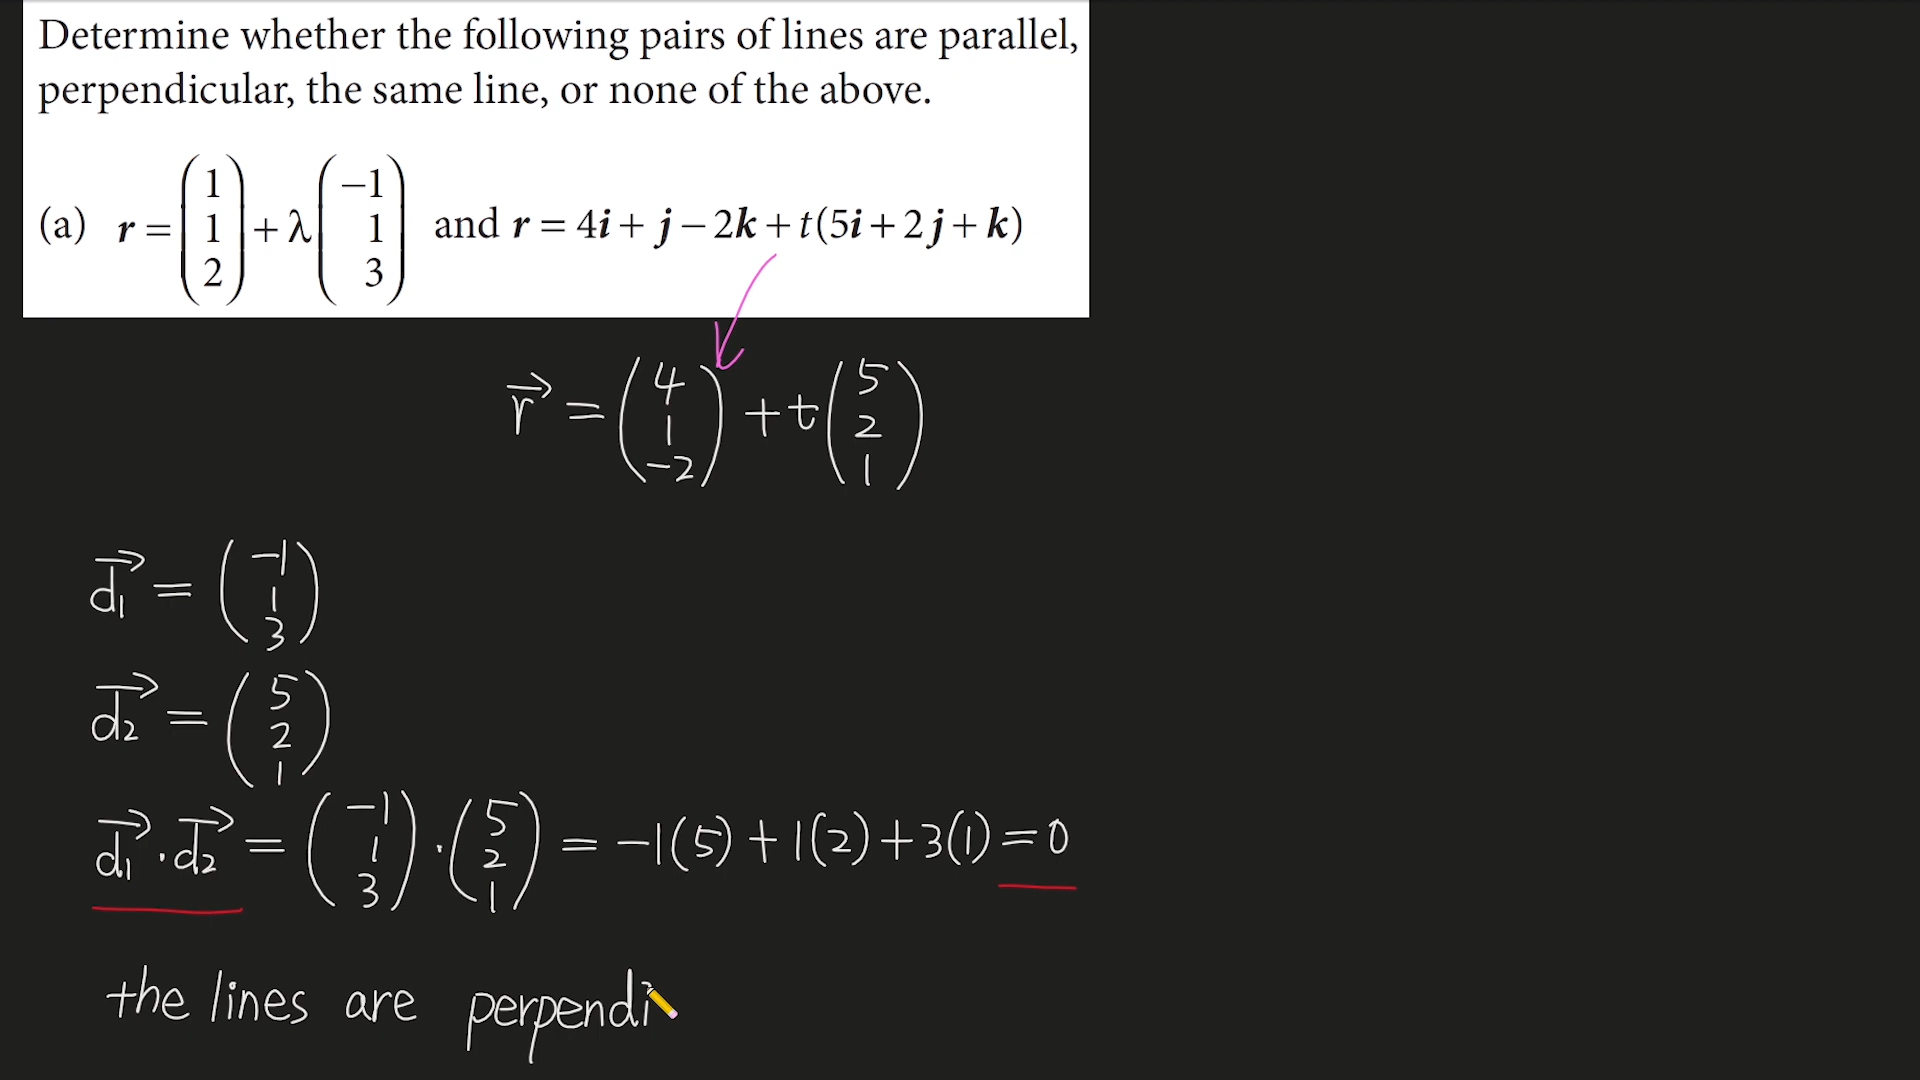 Determine whether the following pairs of lines are parallel,
perpendicular, the same line, or none of the above.
(a) r = (1 1 2) + λ(−1 1 3) and r = 4i + j − 2k + t(5i + 2j + k)
r⃗ = (4 1 −2) + t(5 2 1)
d⃗₁ = (−1 1 3)
d⃗₂ = (5 2 1)
d⃗₁ · d⃗₂ = (−1 1 3) · (5 2 1) = −1(5) + 1(2) + 3(1) = 0
the lines are perpendi